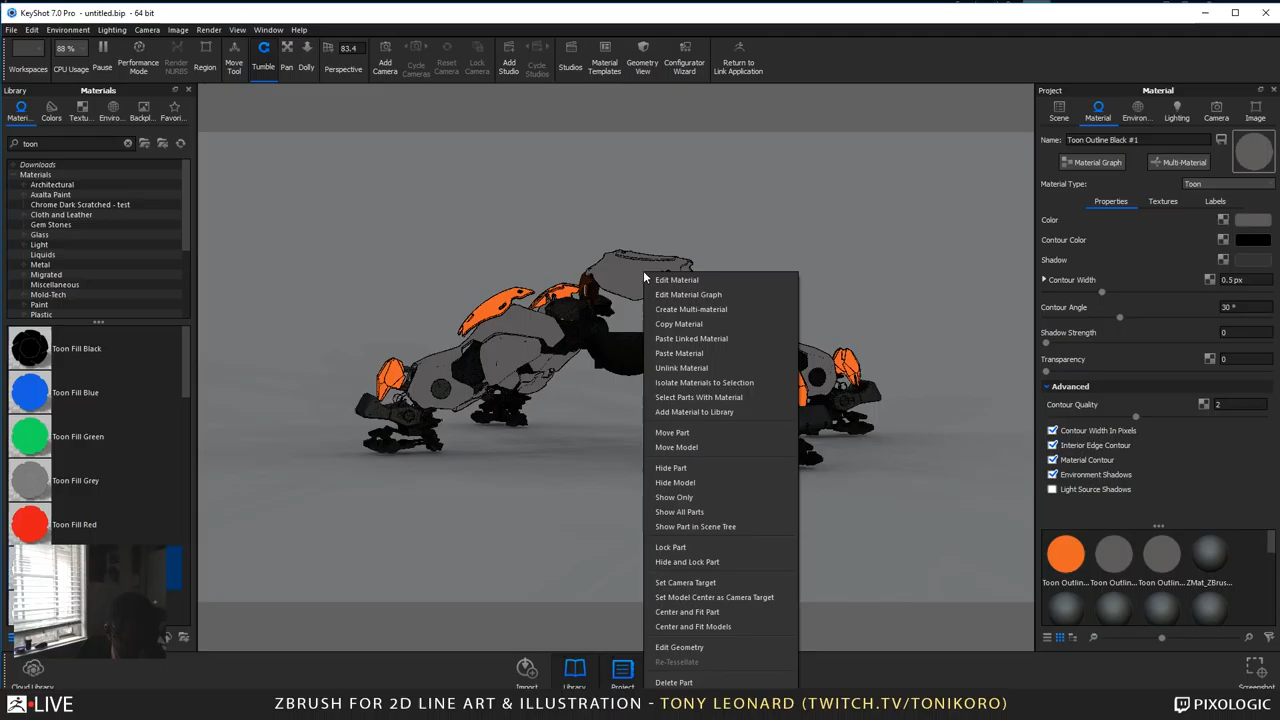 KeyShot 7.0 Pro - untitled.bip - 64 bit
File Edit Environment Lighting Camera Image Render View Window Help
Workspaces
88 %
CPU Usage
Pause
Performance Mode
Render NURBS
Region
Move Tool
Tumble
Pan
Dolly
83.4
Perspective
Add Camera
Cycle Cameras
Reset Camera
Lock Camera
Add Studio
Cycle Studios
Studios
Material Templates
Geometry View
Configurator Wizard
Return to Link Application
Library
Materials
Materi...
Colors
Textu...
Enviro...
Backpl...
Favori...
toon
Downloads
Materials
Architectural
Axalta Paint
Chrome Dark Scratched - test
Cloth and Leather
Gem Stones
Glass
Light
Liquids
Metal
Migrated
Miscellaneous
Mold-Tech
Paint
Plastic
Toon Fill Black
Toon Fill Blue
Toon Fill Green
Toon Fill Grey
Toon Fill Red
Edit Material
Edit Material Graph
Create Multi-material
Copy Material
Paste Linked Material
Paste Material
Unlink Material
Isolate Materials to Selection
Select Parts With Material
Add Material to Library
Move Part
Move Model
Hide Part
Hide Model
Show Only
Show All Parts
Show Part in Scene Tree
Lock Part
Hide and Lock Part
Set Camera Target
Set Model Center as Camera Target
Center and Fit Part
Center and Fit Models
Edit Geometry
Re-Tessellate
Delete Part
Project
Material
Scene
Material
Environ...
Lighting
Camera
Image
Name: Toon Outline Black #1
Material Graph
Multi-Material
Material Type: Toon
Properties Textures Labels
Color
Contour Color
Shadow
Contour Width 0.5 px
Contour Angle 30 °
Shadow Strength 0
Transparency 0
Advanced
Contour Quality 2
Contour Width In Pixels
Interior Edge Contour
Material Contour
Environment Shadows
Light Source Shadows
Toon Outlin... Toon Outlin... Toon Outlin... ZMat_ZBrus...
Cloud Library
Import
Library
Project
Screenshot
LIVE
ZBRUSH FOR 2D LINE ART & ILLUSTRATION - TONY LEONARD (TWITCH.TV/TONIKORO)
PIXOLOGIC